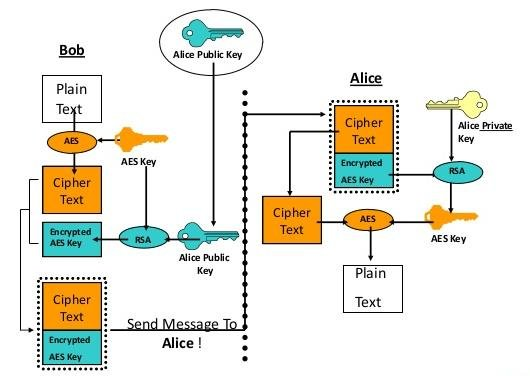 Alice Public Key
Bob
Plain
Text
AES
AES Key
Cipher
Text
Encrypted
AES Key
RSA
Alice Public
Key
Cipher
Text
Encrypted
AES Key
Send Message To
Alice !
Alice
Cipher
Text
Encrypted
AES Key
Alice Private
Key
RSA
Cipher
Text
AES
AES Key
Plain
Text